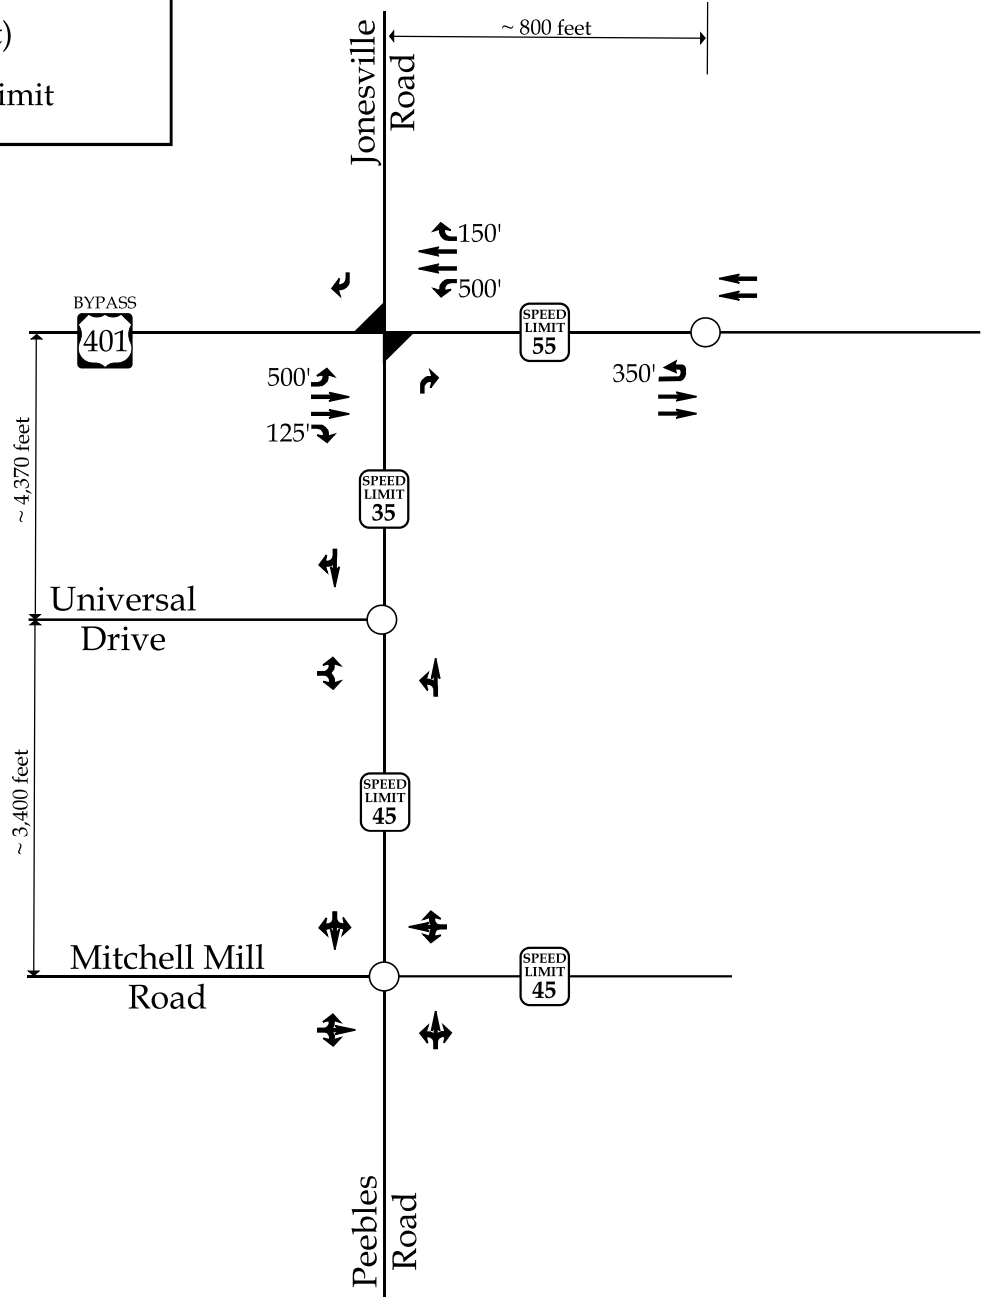 t)
imit
~ 800 feet
Jonesville
Road
150'
500'
BYPASS
401
SPEED
LIMIT
55
500'
125'
350'
~ 4,370 feet
SPEED
LIMIT
35
Universal
Drive
~ 3,400 feet
SPEED
LIMIT
45
Mitchell Mill
Road
SPEED
LIMIT
45
Peebles
Road